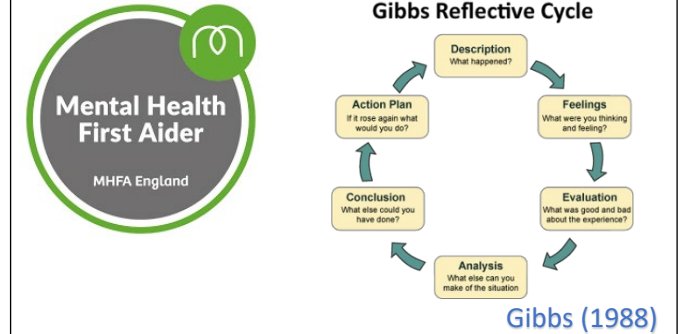 Mental Health
First Aider
MHFA England
Gibbs Reflective Cycle
Description
What happened?
Feelings
What were you thinking
and feeling?
Evaluation
What was good and bad
about the experience?
Analysis
What else can you
make of the situation
Conclusion
What else could you
have done?
Action Plan
If it rose again what
would you do?
Gibbs (1988)